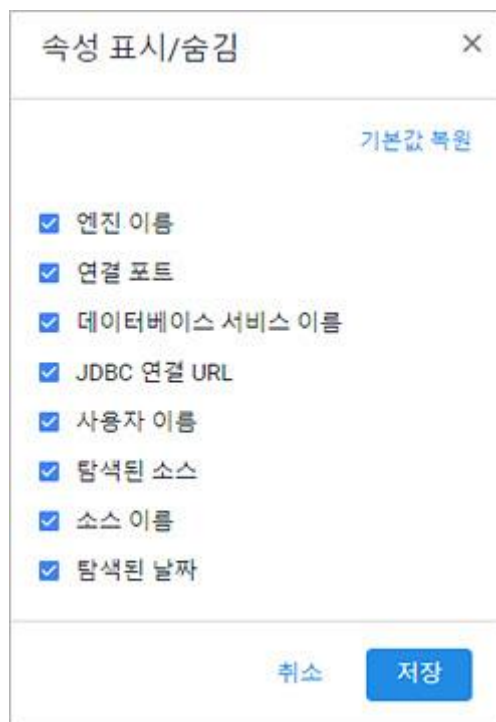 속성 표시/숨김
기본값 복원
엔진 이름
연결 포트
데이터베이스 서비스 이름
JDBC 연결 URL
사용자 이름
탐색된 소스
소스 이름
탐색된 날짜
취소 저장